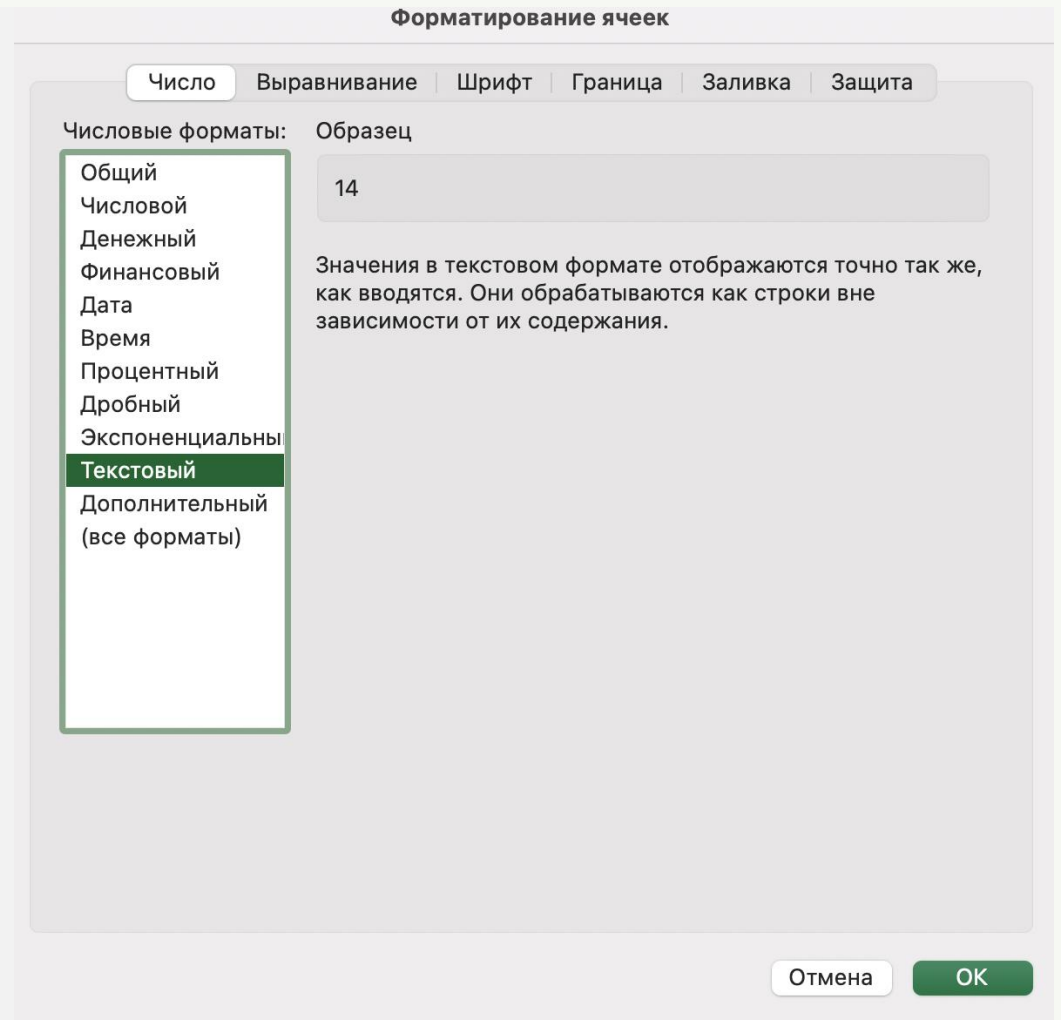 Форматирование ячеек
Число Выравнивание Шрифт Граница Заливка Защита
Числовые форматы:
Общий
Числовой
Денежный
Финансовый
Дата
Время
Процентный
Дробный
Экспоненциальны
Текстовый
Дополнительный
(все форматы)
Образец
14
Значения в текстовом формате отображаются точно так же,
как вводятся. Они обрабатываются как строки вне
зависимости от их содержания.
Отмена
ОК